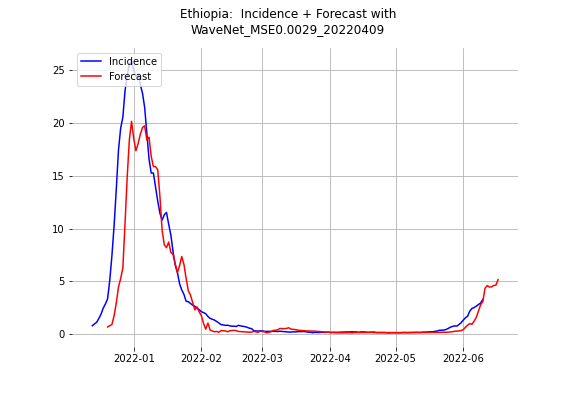 Ethiopia:  Incidence + Forecast with
WaveNet_MSE0.0029_20220409
Incidence
Forecast
25
20
15
10
5
0
2022-01 2022-02 2022-03 2022-04 2022-05 2022-06